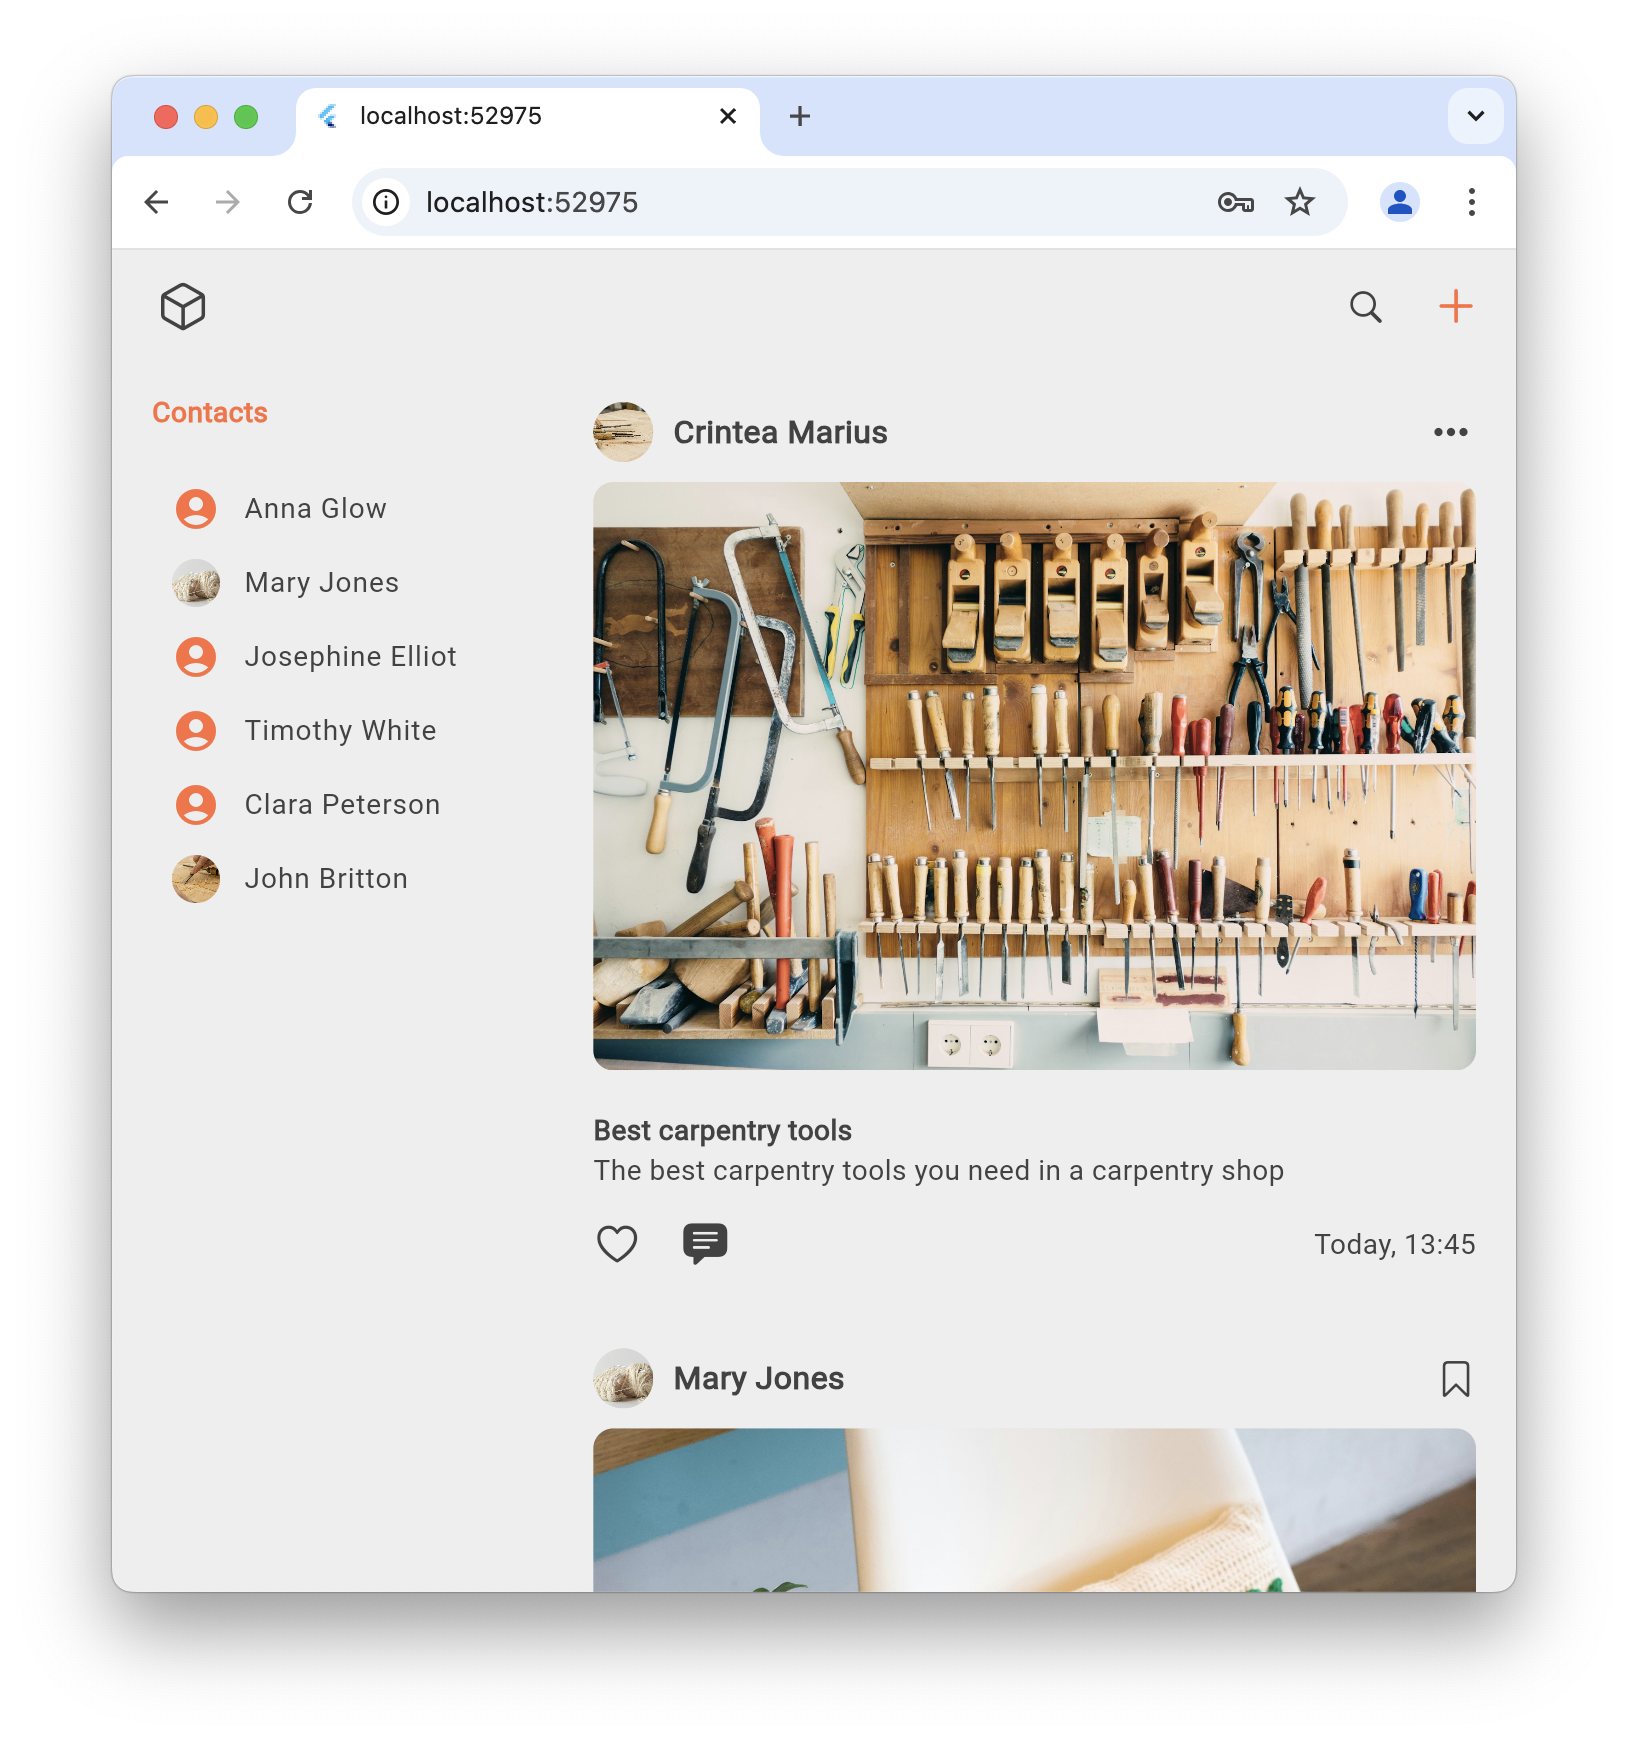 localhost:52975
localhost:52975
Contacts
Anna Glow
Mary Jones
Josephine Elliot
Timothy White
Clara Peterson
John Britton
Crintea Marius
Best carpentry tools
The best carpentry tools you need in a carpentry shop
Today, 13:45
Mary Jones